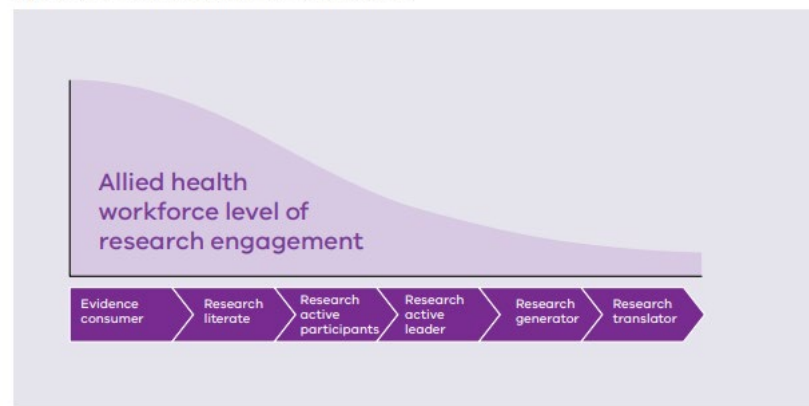 Allied health
workforce level of
research engagement
Evidence
consumer
Research
literate
Research
active
participants
Research
active
leader
Research
generator
Research
translator